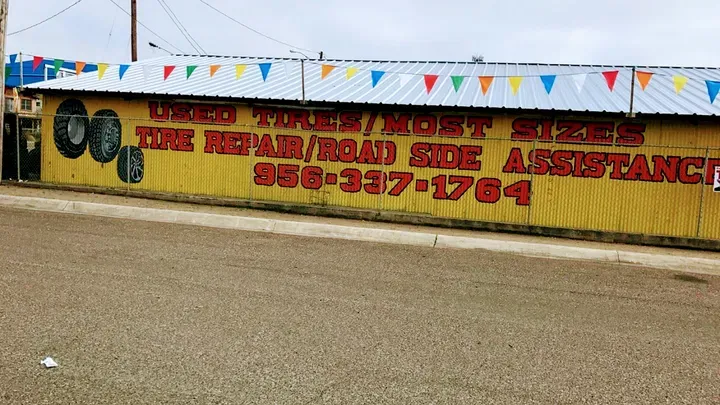 USED TIRES/MOST SIZES
TIRE REPAIR/ROAD SIDE ASSISTANCE
956-337-1764